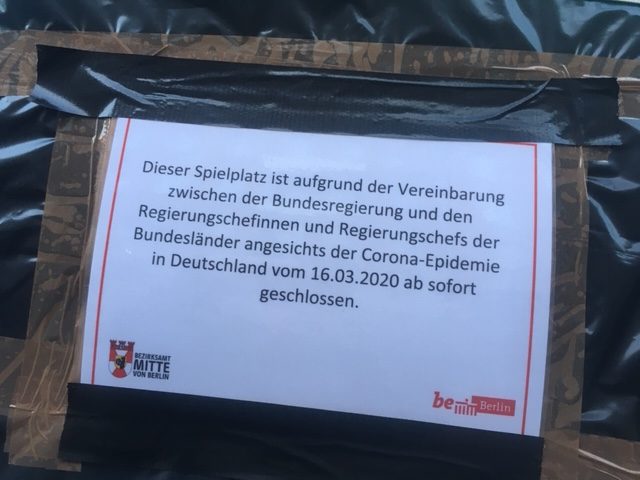 Dieser Spielplatz ist aufgrund der Vereinbarung
zwischen der Bundesregierung und den
Regierungschefinnen und Regierungschefs der
Bundesländer angesichts der Corona-Epidemie
in Deutschland vom 16.03.2020 ab sofort
geschlossen.
BEZIRKSAMT
MITTE
VON BERLIN
be Berlin